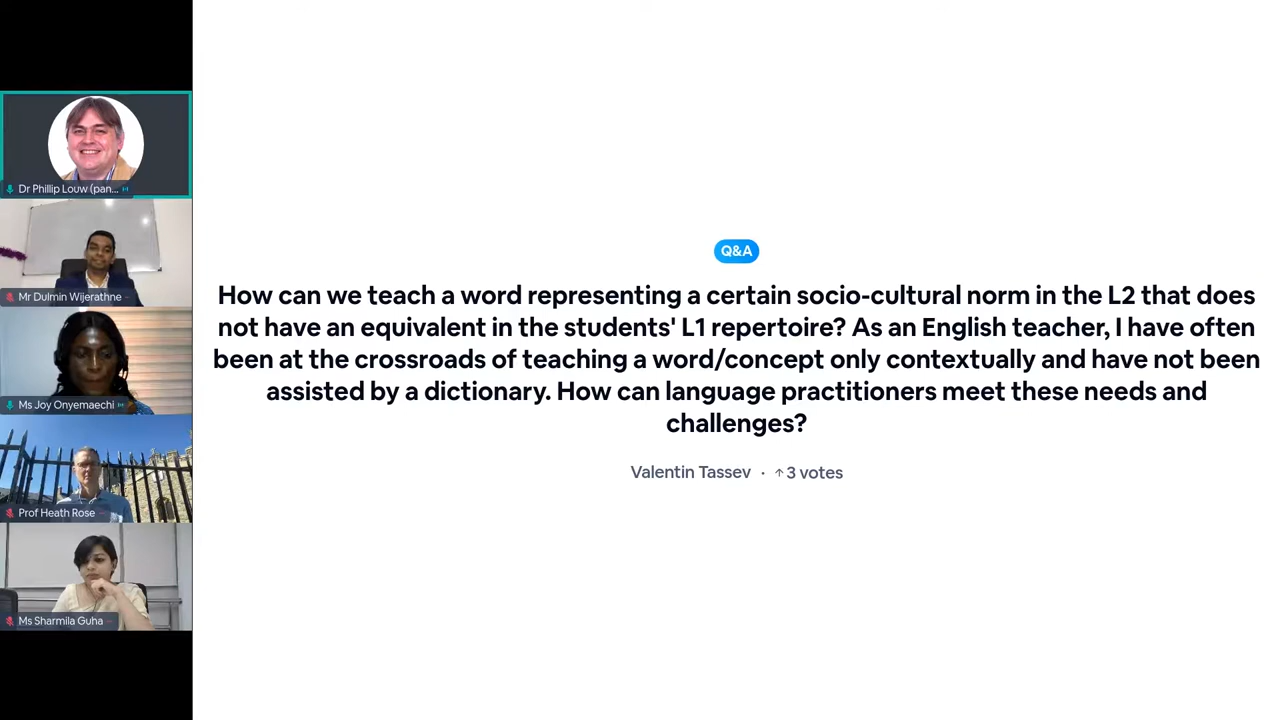 Dr Phillip Louw (pan...
Mr Dulmin Wijerathne
Ms Joy Onyemaechi
Prof Heath Rose
Ms Sharmila Guha
Q&A
How can we teach a word representing a certain socio-cultural norm in the L2 that does
not have an equivalent in the students' L1 repertoire? As an English teacher, I have often
been at the crossroads of teaching a word/concept only contextually and have not been
assisted by a dictionary. How can language practitioners meet these needs and
challenges?
Valentin Tassev · ↑3 votes